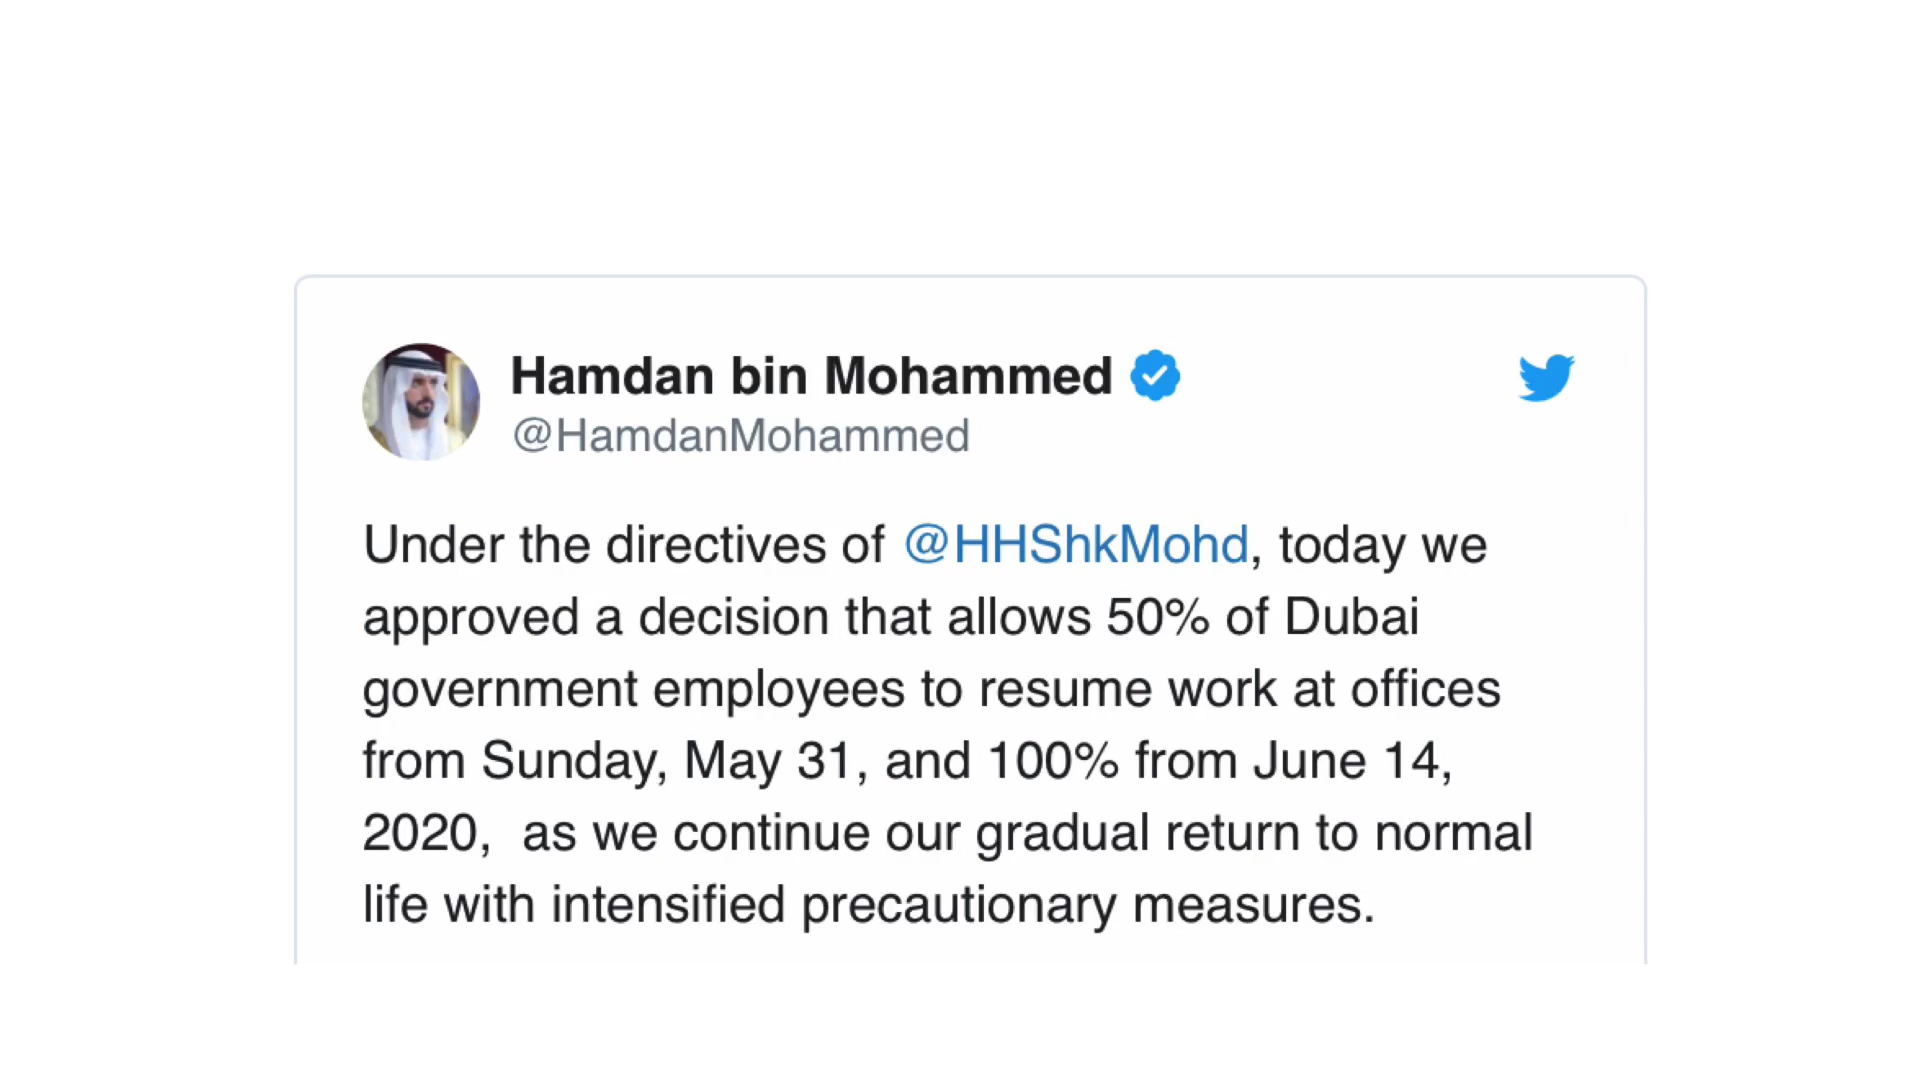 Hamdan bin Mohammed
@HamdanMohammed
Under the directives of @HHShkMohd, today we
approved a decision that allows 50% of Dubai
government employees to resume work at offices
from Sunday, May 31, and 100% from June 14,
2020,  as we continue our gradual return to normal
life with intensified precautionary measures.